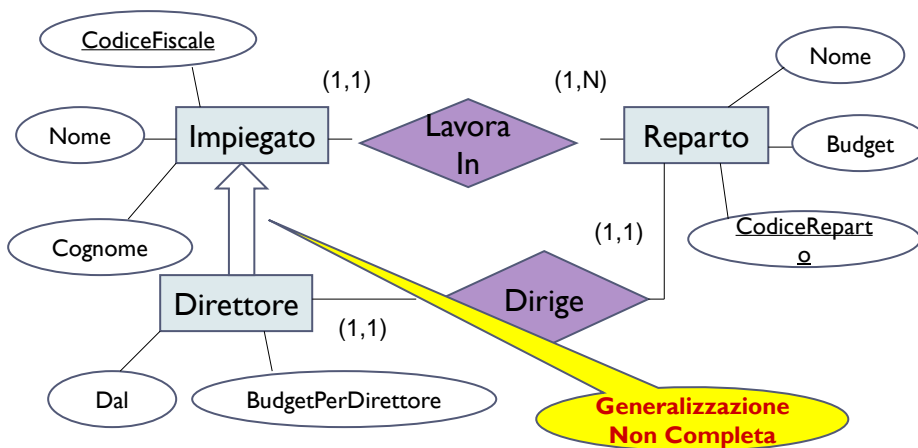 CodiceFiscale
Nome
(1,1)
(1,N)
Nome
Impiegato
Lavora
In
Reparto
Budget
Cognome
(1,1)
CodiceRepart
o
Direttore
(1,1)
Dirige
Dal
BudgetPerDirettore
Generalizzazione
Non Completa